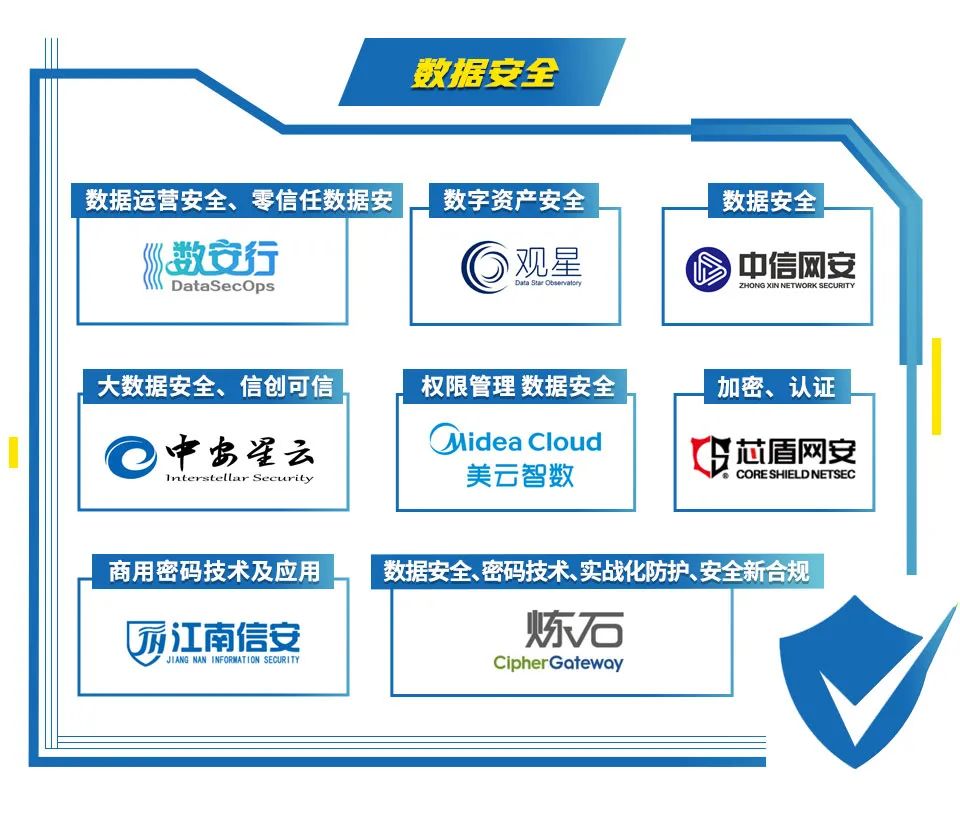 数据安全
数据运营安全、零信任数据安
数安行
DataSecOps
数字资产安全
观星
Data Star Observatory
数据安全
中信网安
ZHONG XIN NETWORK SECURITY
大数据安全、信创可信
中安星云
Interstellar Security
权限管理 数据安全
Midea Cloud
美云智数
加密、认证
芯盾网安
®
CORE SHIELD NETSEC
商用密码技术及应用
JN
江南信安
JIANG NAN INFORMATION SECURITY
数据安全、密码技术、实战化防护、安全新合规
炼石
CipherGateway